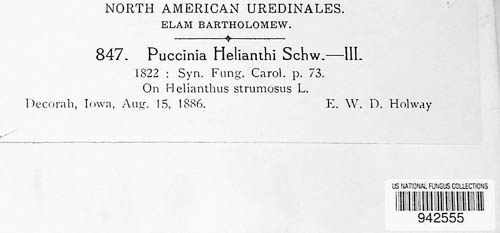 NORTH AMERICAN UREDINALES.
ELAM BARTHOLOMEW.
847. Puccinia Helianthi Schw.—III.
1822 : Syn. Fung. Carol. p. 73.
On Helianthus strumosus L.
Decorah, Iowa, Aug. 15, 1886. E. W. D. Holway
US NATIONAL FUNGUS COLLECTIONS
942555